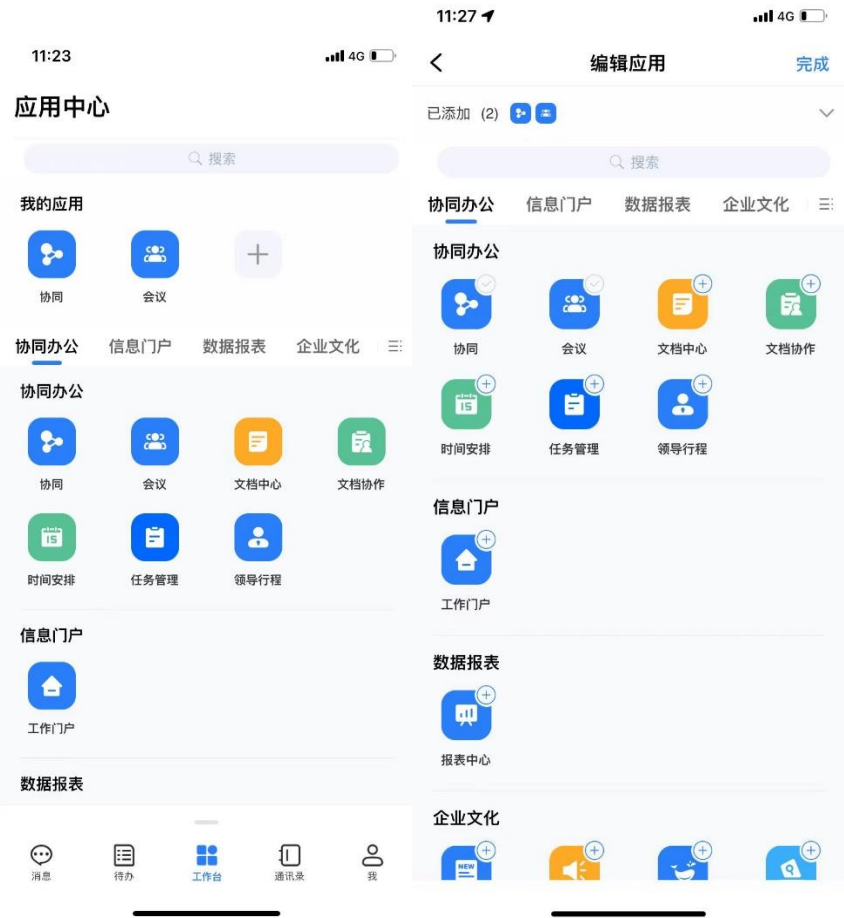 11:23
4G
应用中心
搜索
我的应用
协同
会议
协同办公
信息门户
数据报表
企业文化
协同办公
协同
会议
文档中心
文档协作
15
时间安排
任务管理
领导行程
信息门户
工作门户
数据报表
消息
待办
工作台
通讯录
我
11:27
4G
编辑应用
完成
已添加 (2)
搜索
协同办公
信息门户
数据报表
企业文化
协同办公
协同
会议
文档中心
文档协作
15
时间安排
任务管理
领导行程
信息门户
工作门户
数据报表
报表中心
企业文化
NEW